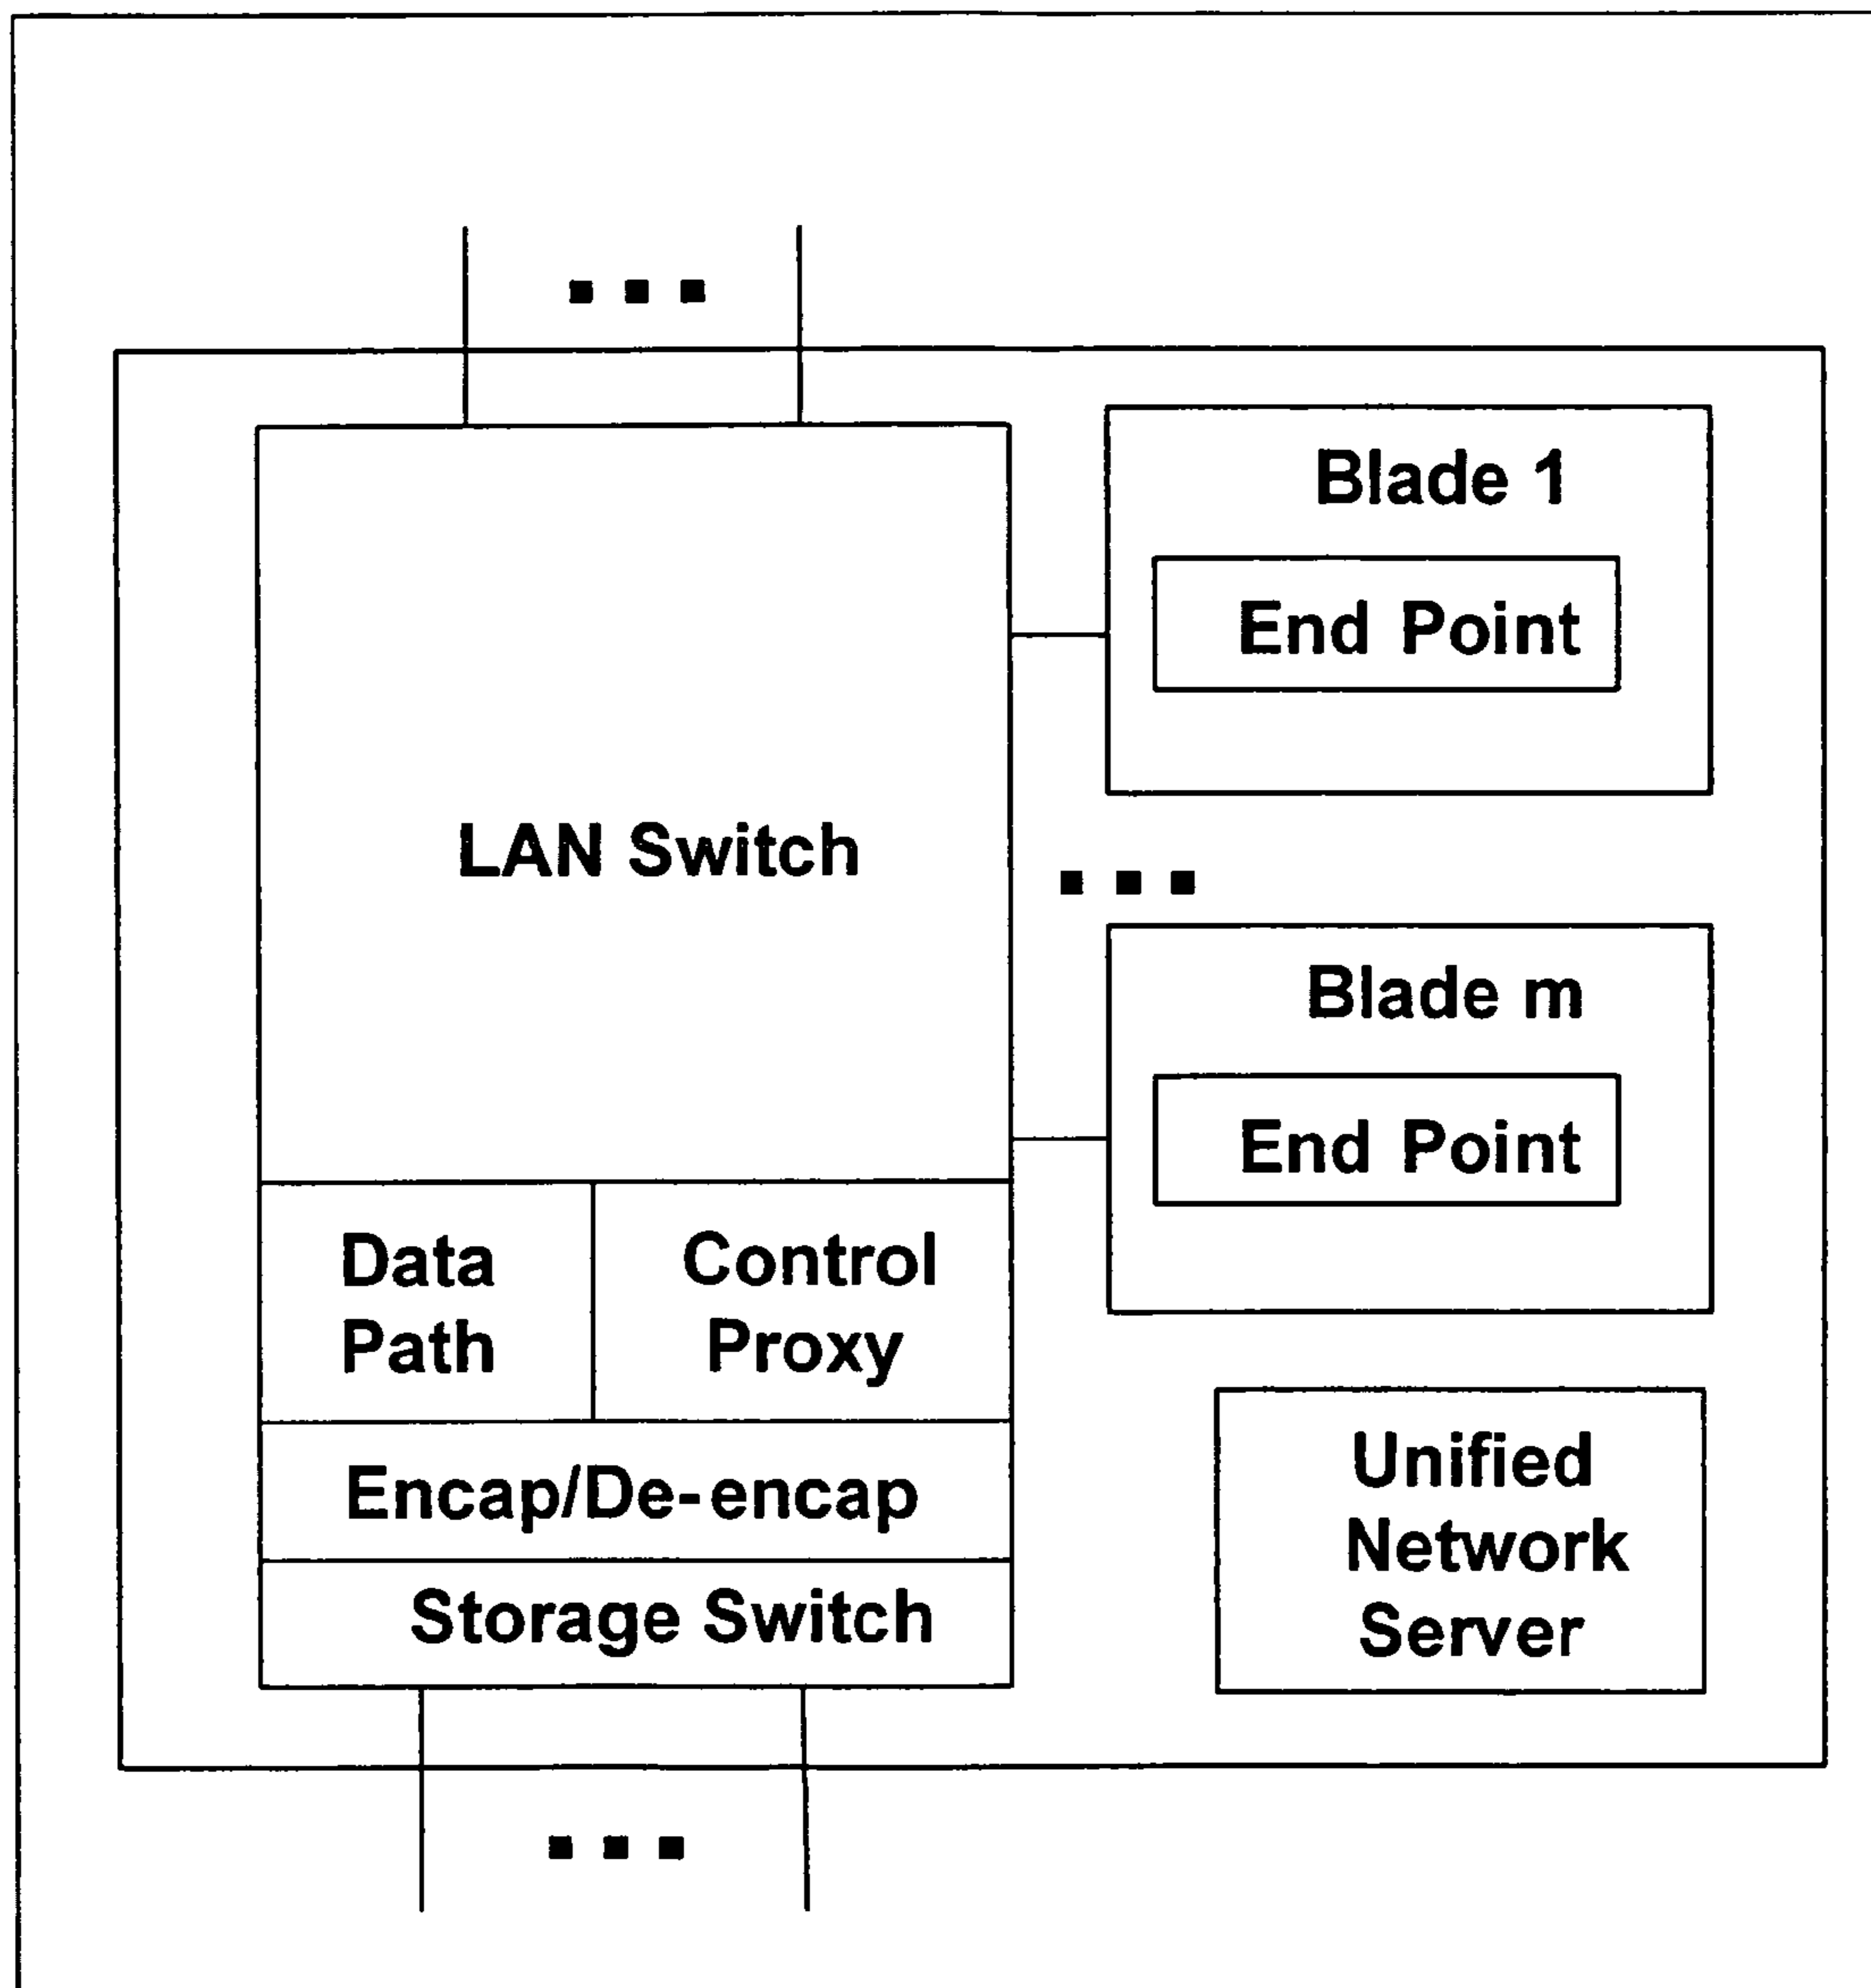 Blade 1
End Point
LAN Switch
Blade m
End Point
Data
Path
Control
Proxy
Encap/De-encap
Storage Switch
Unified
Network
Server